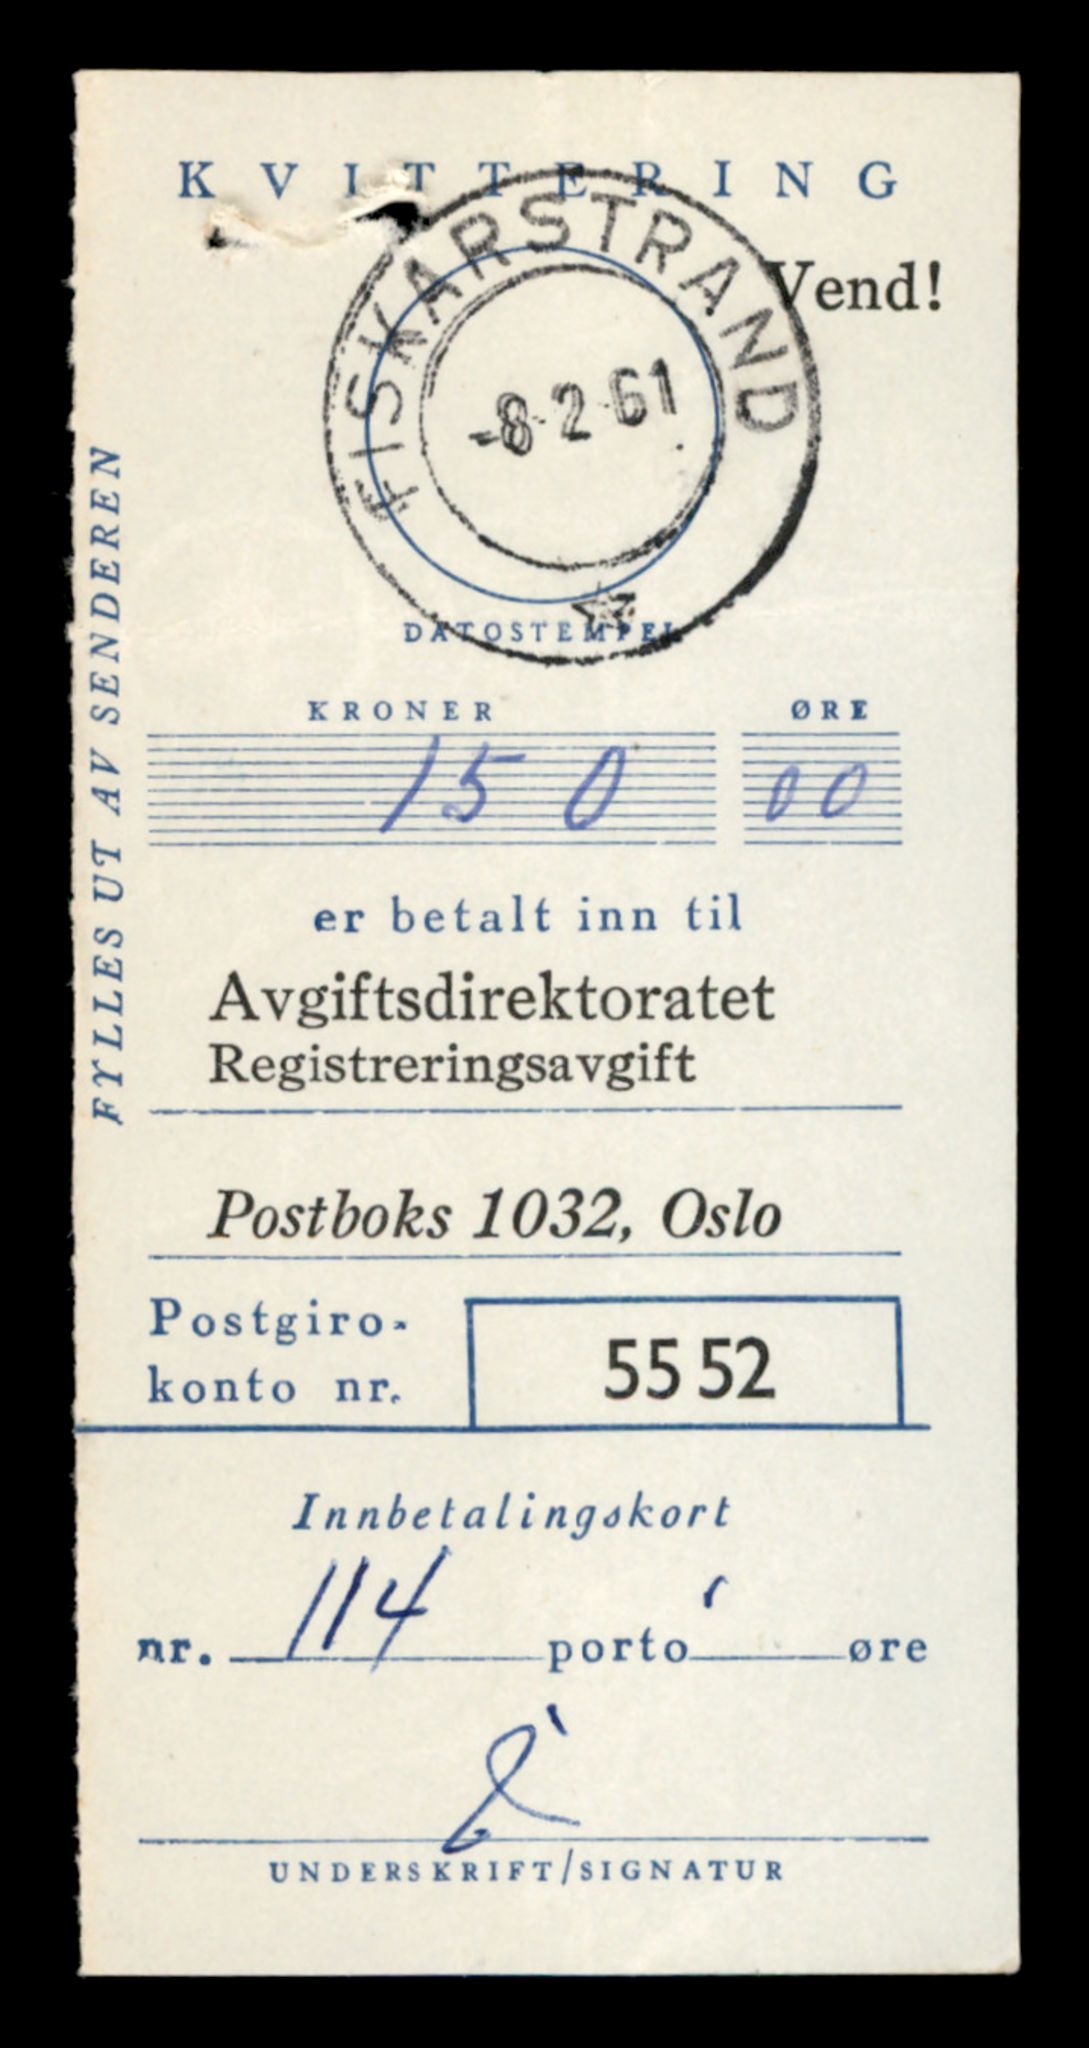 KVITTERING
Vend!
FISKARSTRAND
-8-2 61
DATOSTEMPEL
FYLLES UT AV SENDEREN
KRONER ØRE
150 00
er betalt inn til
Avgiftsdirektoratet
Registreringsavgift
Postboks 1032, Oslo
Postgiro-
konto nr. 55 52
Innbetalingskort
nr. 114 porto øre
UNDERSKRIFT/SIGNATUR